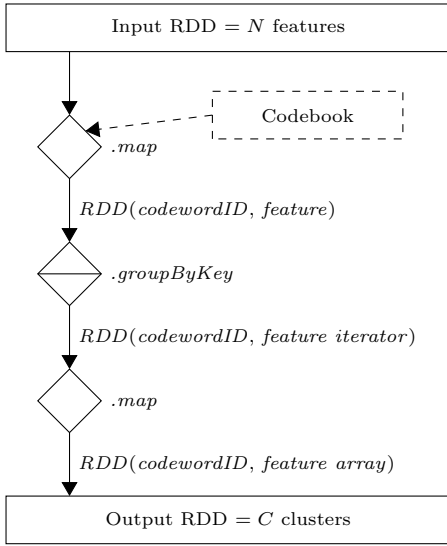 Input RDD = N features
Codebook
.map
RDD(codewordID, feature)
.groupByKey
RDD(codewordID, feature iterator)
.map
RDD(codewordID, feature array)
Output RDD = C clusters